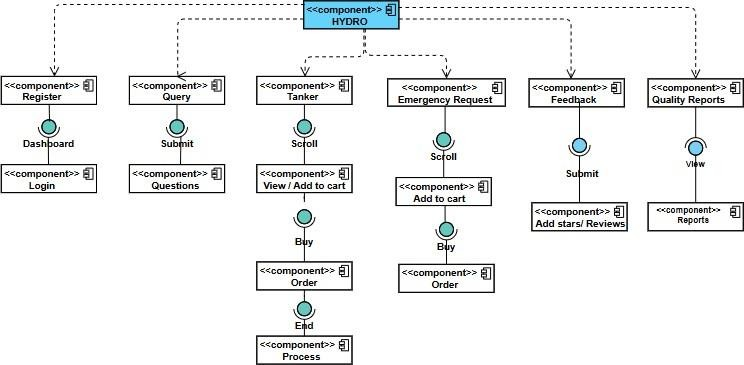 <<component>>
HYDRO
<<component>>
Register
<<component>>
Query
<<component>>
Tanker
<<component>>
Emergency Request
<<component>>
Feedback
<<component>>
Quality Reports
Dashboard
Submit
Scroll
Scroll
Submit
View
<<component>>
Login
<<component>>
Questions
<<component>>
View / Add to cart
<<component>>
Add to cart
<<component>>
Add stars/ Reviews
<<component>>
Reports
Buy
Buy
<<component>>
Order
<<component>>
Order
End
<<component>>
Process